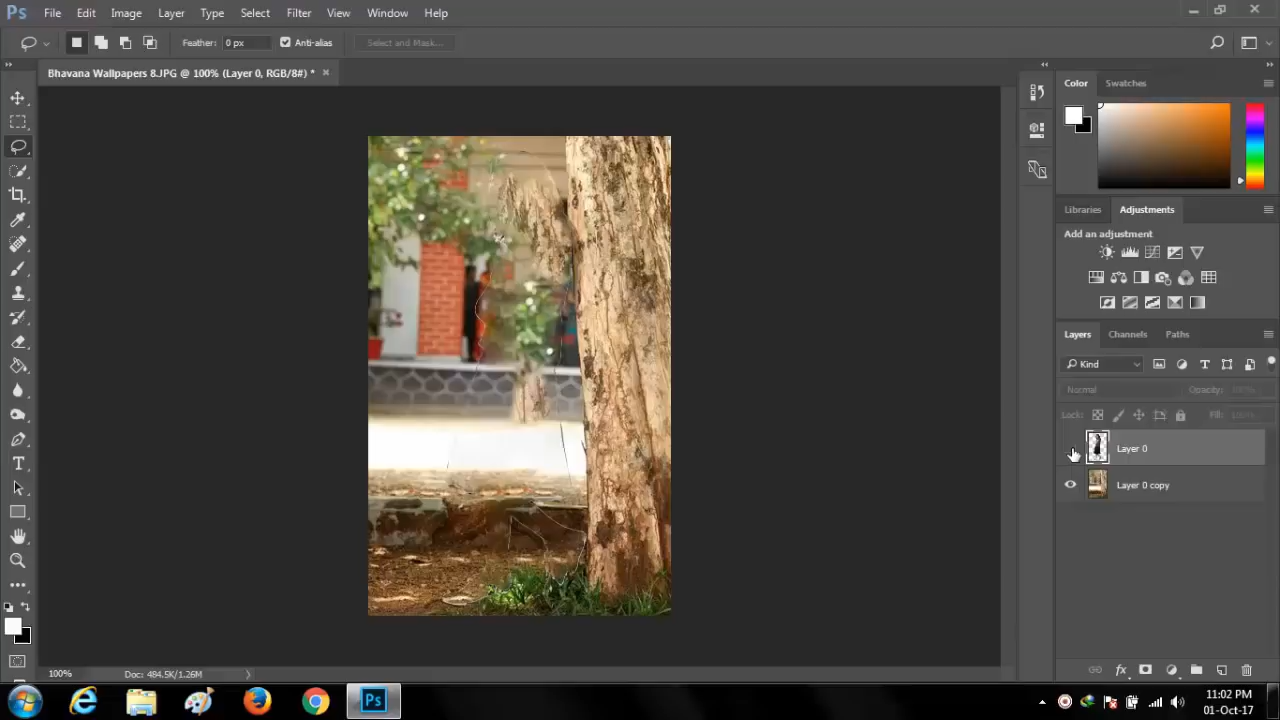 Ps File Edit Image Layer Type Select Filter View Window Help
Feather: 0 px Anti-alias Select and Mask...
Bhavana Wallpapers 8.JPG @ 100% (Layer 0, RGB/8#) * ×
Color Swatches
Libraries Adjustments
Add an adjustment
Layers Channels Paths
Kind
Normal Opacity: 100%
Lock: Fill: 100%
Layer 0
Layer 0 copy
100% Doc: 484.5K/1.26M
Ps
11:02 PM
01-Oct-17